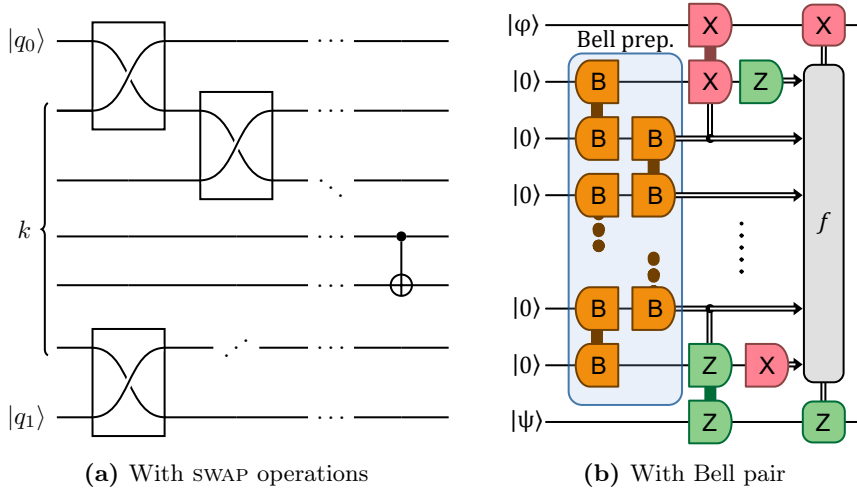 |q₀⟩
k
|q₁⟩
(a) With SWAP operations
Bell prep.
|φ⟩ X X
|0⟩ B X Z
|0⟩ B B
|0⟩ B B
f
|0⟩ B B
|0⟩ B Z X
|ψ⟩ Z Z
(b) With Bell pair